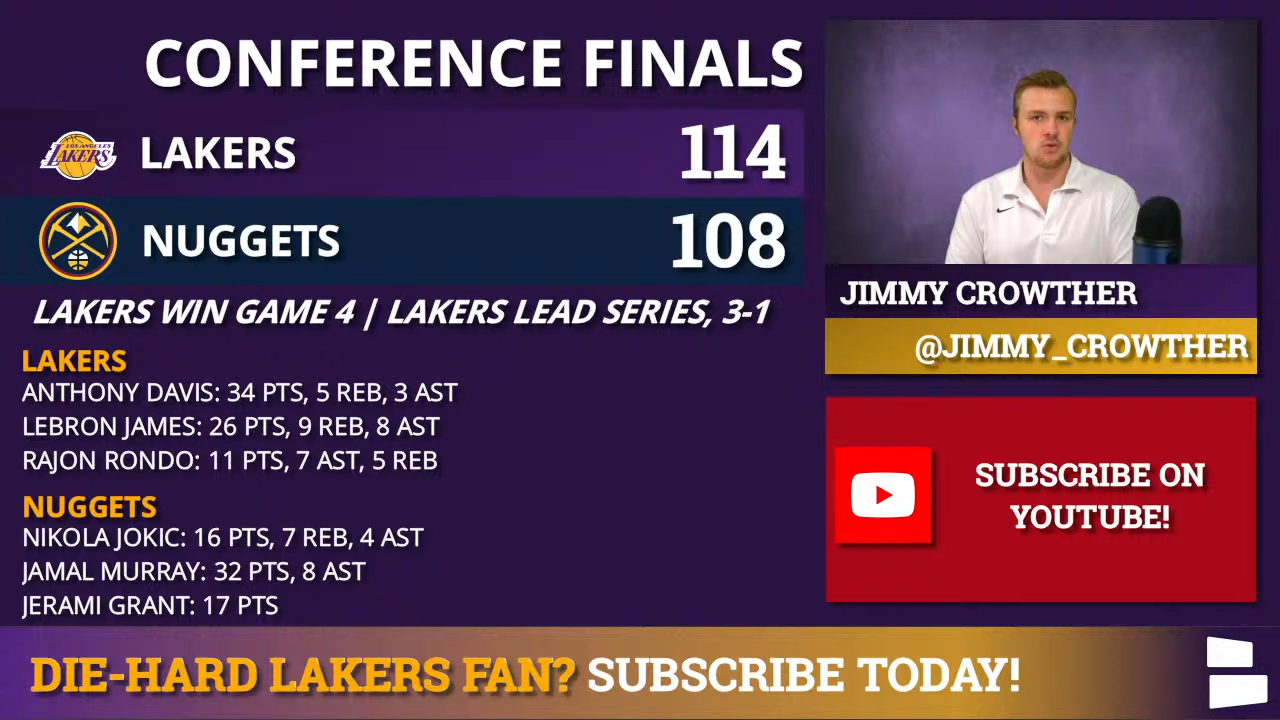 CONFERENCE FINALS
LOS ANGELES
LAKERS
LAKERS 114
NUGGETS 108
LAKERS WIN GAME 4 | LAKERS LEAD SERIES, 3-1
LAKERS
ANTHONY DAVIS: 34 PTS, 5 REB, 3 AST
LEBRON JAMES: 26 PTS, 9 REB, 8 AST
RAJON RONDO: 11 PTS, 7 AST, 5 REB
NUGGETS
NIKOLA JOKIC: 16 PTS, 7 REB, 4 AST
JAMAL MURRAY: 32 PTS, 8 AST
JERAMI GRANT: 17 PTS
JIMMY CROWTHER
@JIMMY_CROWTHER
SUBSCRIBE ON
YOUTUBE!
DIE-HARD LAKERS FAN? SUBSCRIBE TODAY!